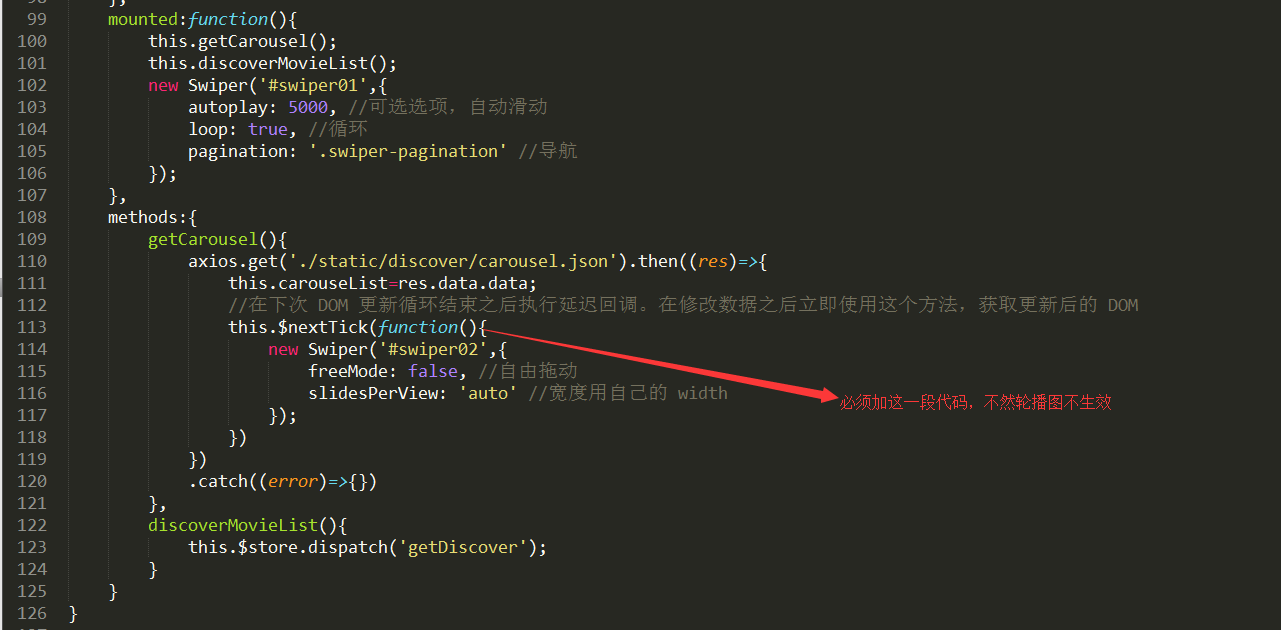 99 mounted:function(){
100 this.getCarousel();
101 this.discoverMovieList();
102 new Swiper('#swiper01',{
103 autoplay: 5000, //可选选项，自动滑动
104 loop: true, //循环
105 pagination: '.swiper-pagination' //导航
106 });
107 },
108 methods:{
109 getCarousel(){
110 axios.get('./static/discover/carousel.json').then((res)=>{
111 this.carouseList=res.data.data;
112 //在下次 DOM 更新循环结束之后执行延迟回调。在修改数据之后立即使用这个方法，获取更新后的 DOM
113 this.$nextTick(function(){
114 new Swiper('#swiper02',{
115 freeMode: false, //自由拖动
116 slidesPerView: 'auto' //宽度用自己的 width
必须加这一段代码，不然轮播图不生效
117 });
118 })
119 })
120 .catch((error)=>{})
121 },
122 discoverMovieList(){
123 this.$store.dispatch('getDiscover');
124 }
125 }
126 }